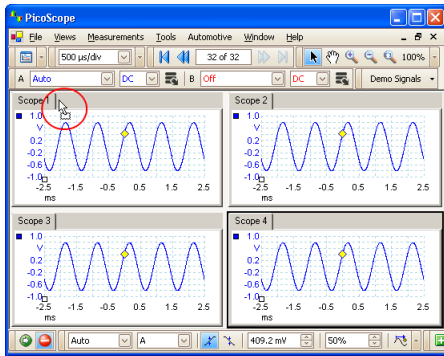 PicoScope
File Views Measurements Tools Automotive Window Help
500 µs/div 32 of 32 100%
A Auto DC B Off DC Demo Signals
Scope 1
1.0
V
0.2
-0.2
-0.6
-1.0
-2.5 -1.5 -0.5 0.5 1.5 2.5
ms
Scope 2
1.0
V
0.2
-0.2
-0.6
-1.0
-2.5 -1.5 -0.5 0.5 1.5 2.5
ms
Scope 3
1.0
V
0.2
-0.2
-0.6
-1.0
-2.5 -1.5 -0.5 0.5 1.5 2.5
ms
Scope 4
1.0
V
0.2
-0.2
-0.6
-1.0
-2.5 -1.5 -0.5 0.5 1.5 2.5
ms
Auto A 409.2 mV 50%